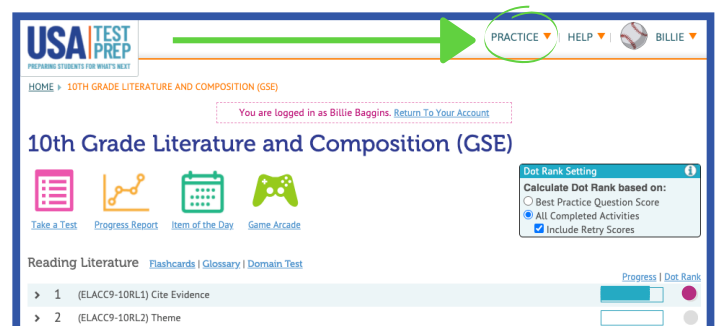 USA TEST PREP
PREPARING STUDENTS FOR WHAT'S NEXT
PRACTICE ▼ | HELP ▼ | BILLIE ▼
HOME ▸ 10TH GRADE LITERATURE AND COMPOSITION (GSE)
You are logged in as Billie Baggins. Return To Your Account
10th Grade Literature and Composition (GSE)
Take a Test
Progress Report
Item of the Day
Game Arcade
Dot Rank Setting
Calculate Dot Rank based on:
Best Practice Question Score
All Completed Activities
Include Retry Scores
Reading Literature Flashcards | Glossary | Domain Test
Progress | Dot Rank
> 1 (ELACC9-10RL1) Cite Evidence
> 2 (ELACC9-10RL2) Theme